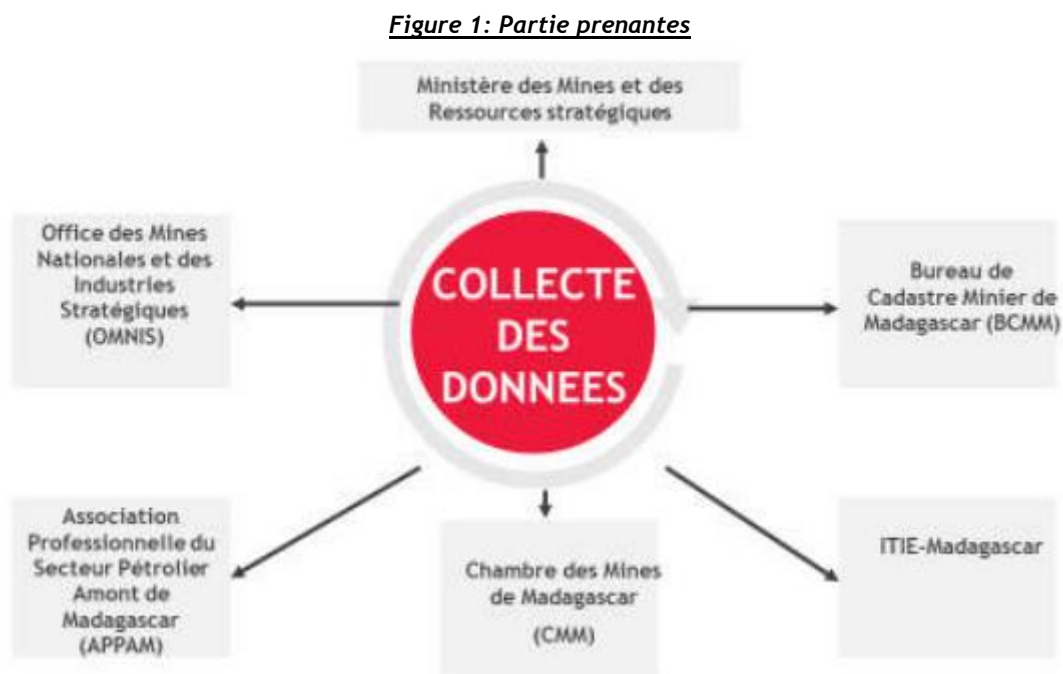 Figure 1: Partie prenantes
Ministère des Mines et des
Ressources stratégiques
Office des Mines
Nationales et des
Industries
Stratégiques
(OMNIS)
COLLECTE
DES
DONNEES
Bureau de
Cadastre Minier de
Madagascar (BCMM)
Association
Professionnelle du
Secteur Pétrolier
Amont de
Madagascar
(APPAM)
Chambre des Mines
de Madagascar
(CMM)
ITIE-Madagascar